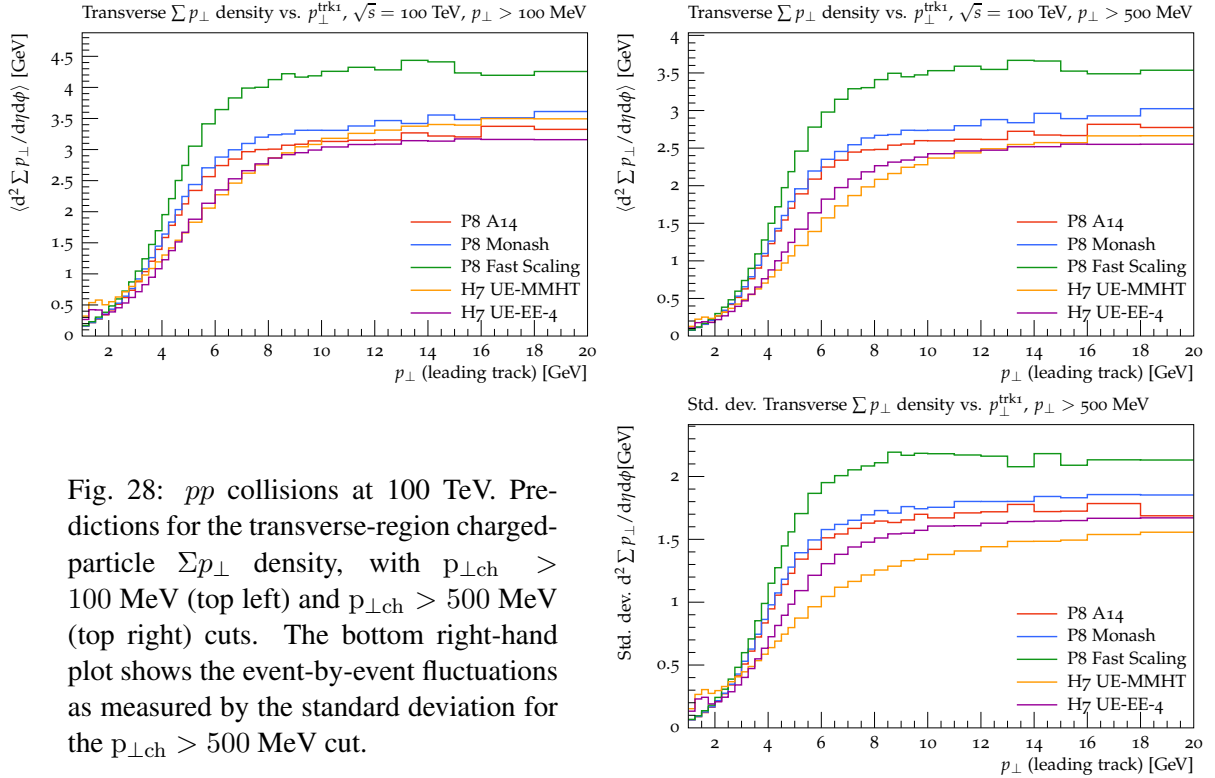 Transverse ∑ p⊥ density vs. p⊥^trk1, √s = 100 TeV, p⊥ > 100 MeV
⟨d² ∑ p⊥/dηdϕ⟩ [GeV]
4.5
4
3.5
3
2.5
2
1.5
1
0.5
0
P8 A14
P8 Monash
P8 Fast Scaling
H7 UE-MMHT
H7 UE-EE-4
2 4 6 8 10 12 14 16 18 20
p⊥ (leading track) [GeV]
Transverse ∑ p⊥ density vs. p⊥^trk1, √s = 100 TeV, p⊥ > 500 MeV
⟨d² ∑ p⊥/dηdϕ⟩ [GeV]
4
3.5
3
2.5
2
1.5
1
0.5
0
P8 A14
P8 Monash
P8 Fast Scaling
H7 UE-MMHT
H7 UE-EE-4
2 4 6 8 10 12 14 16 18 20
p⊥ (leading track) [GeV]
Fig. 28: pp collisions at 100 TeV. Pre-
dictions for the transverse-region charged-
particle Σp⊥ density, with p⊥ch >
100 MeV (top left) and p⊥ch > 500 MeV
(top right) cuts. The bottom right-hand
plot shows the event-by-event fluctuations
as measured by the standard deviation for
the p⊥ch > 500 MeV cut.
Std. dev. Transverse ∑ p⊥ density vs. p⊥^trk1, p⊥ > 500 MeV
Std. dev. d² ∑ p⊥/dηdϕ[GeV]
2
1.5
1
0.5
0
P8 A14
P8 Monash
P8 Fast Scaling
H7 UE-MMHT
H7 UE-EE-4
2 4 6 8 10 12 14 16 18 20
p⊥ (leading track) [GeV]